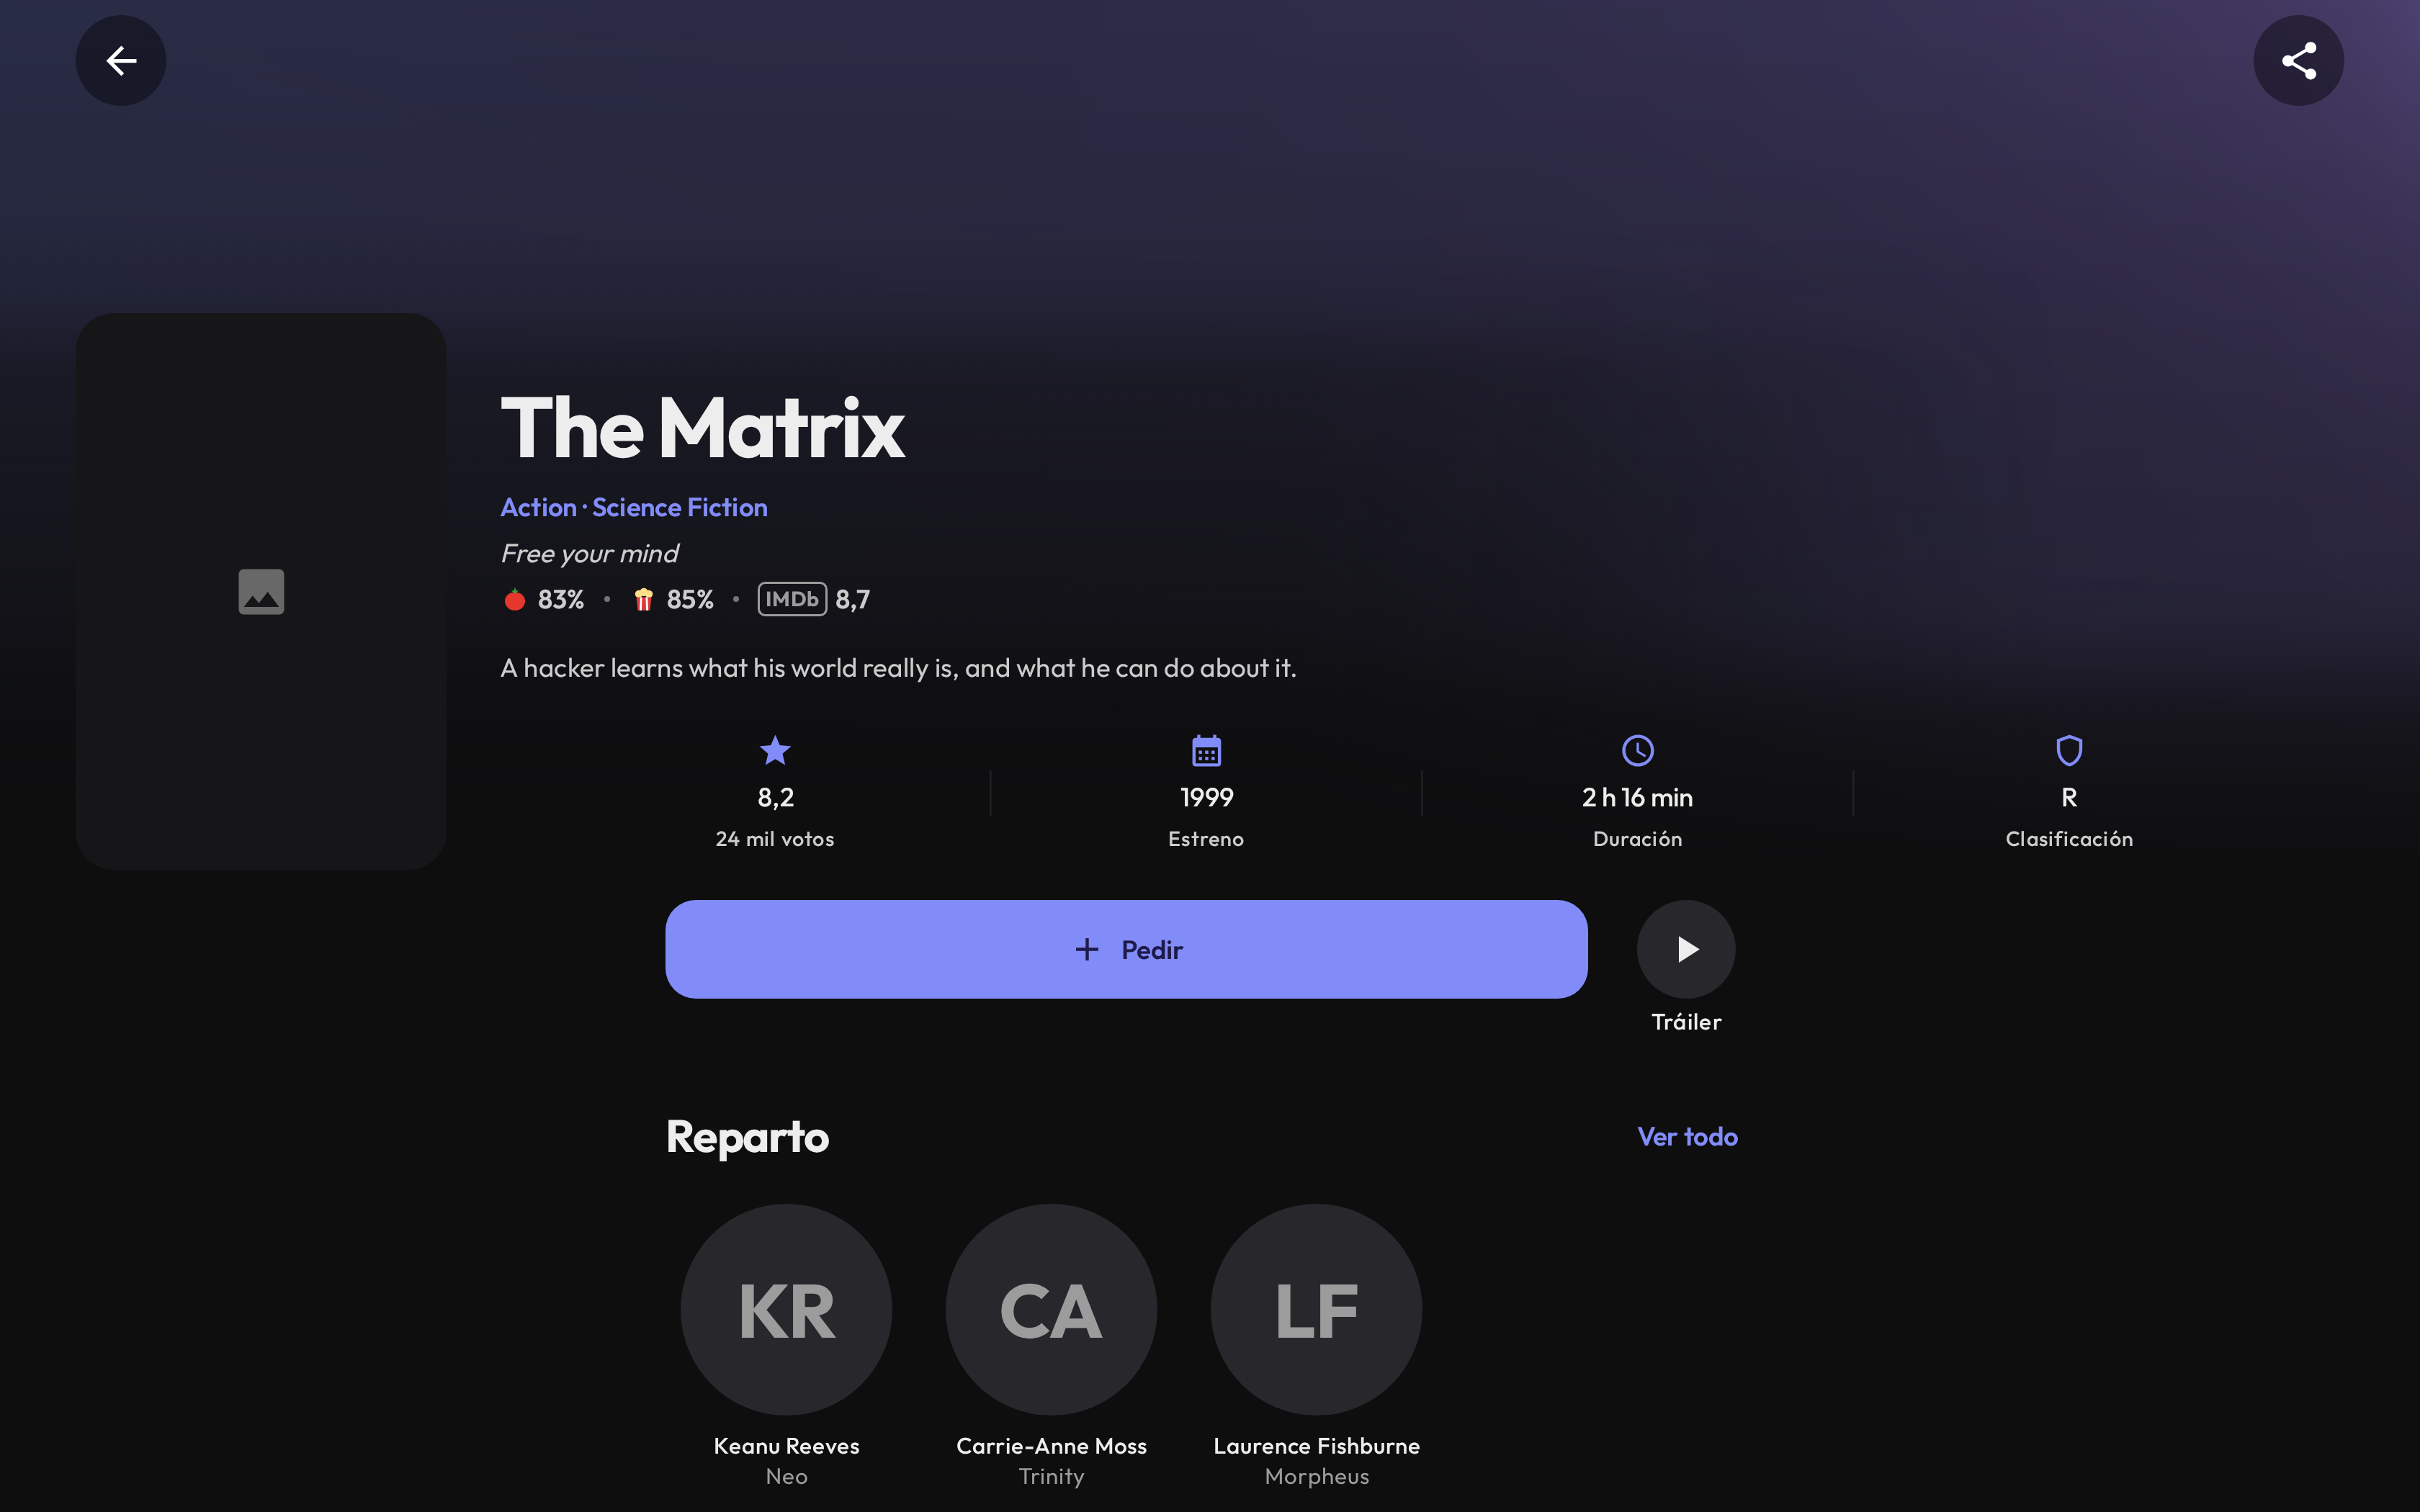 The Matrix
Action · Science Fiction
Free your mind
83% • 85% • IMDb 8,7
A hacker learns what his world really is, and what he can do about it.
8,2 1999 2 h 16 min R
24 mil votos Estreno Duración Clasificación
Pedir
Tráiler
Reparto Ver todo
KR CA LF
Keanu Reeves Carrie-Anne Moss Laurence Fishburne
Neo Trinity Morpheus